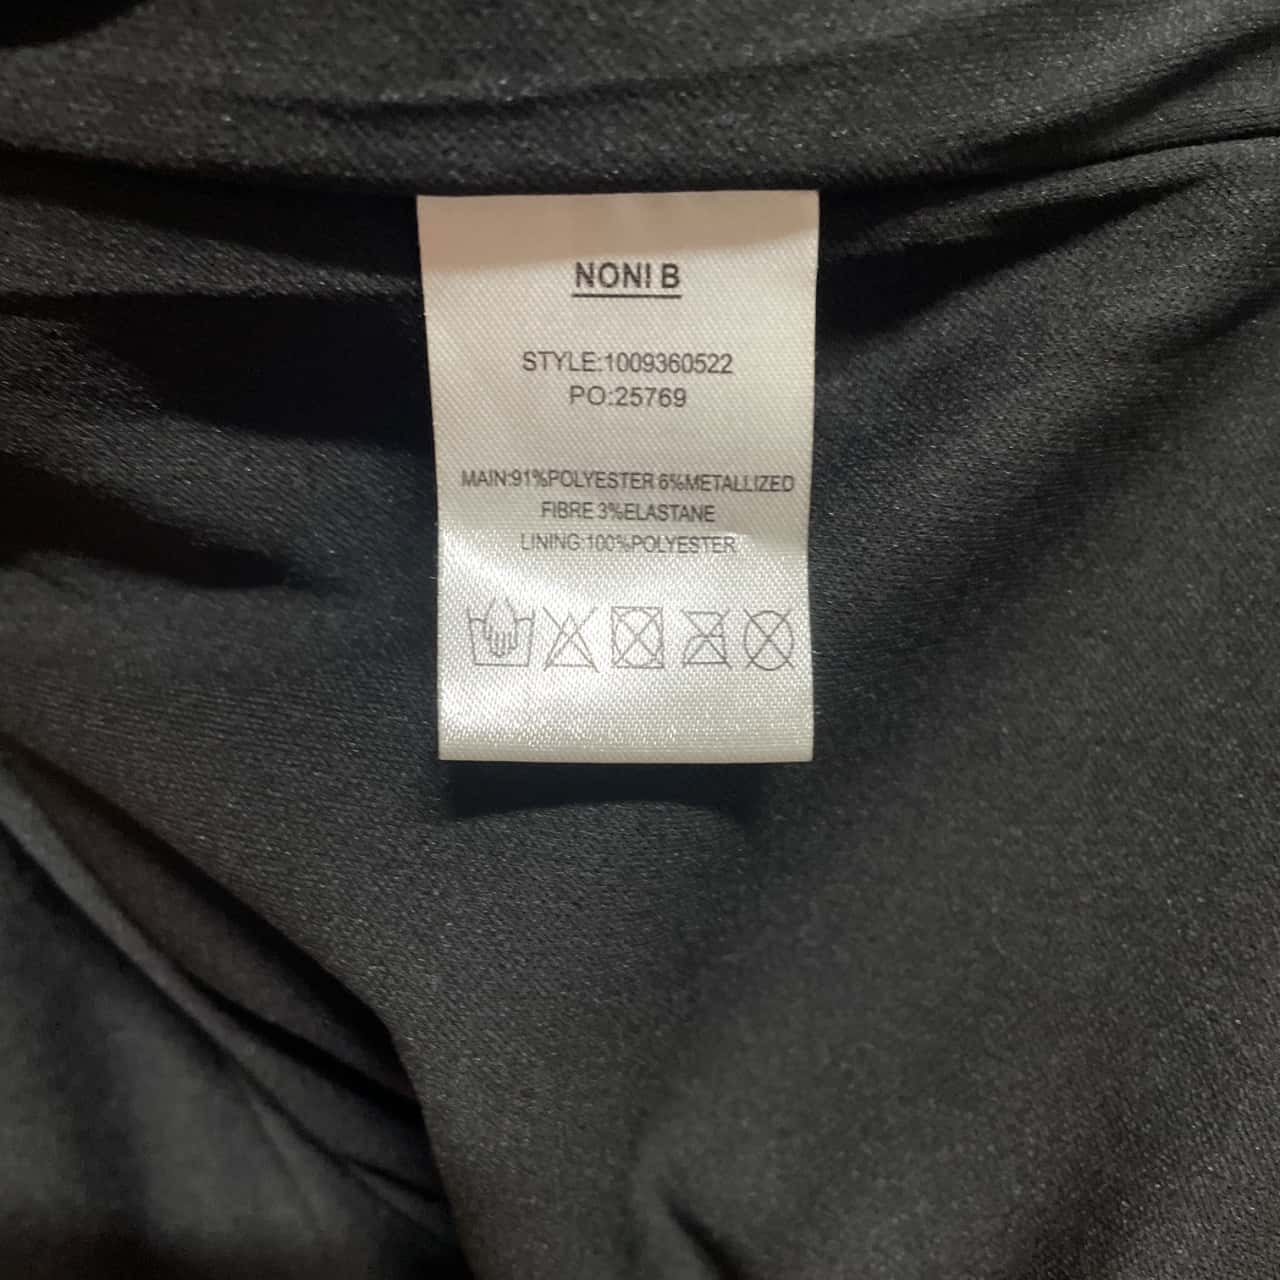 NONI B
STYLE:1009360522
PO:25769
MAIN:91%POLYESTER 6%METALLIZED
FIBRE 3%ELASTANE
LINING:100%POLYESTER